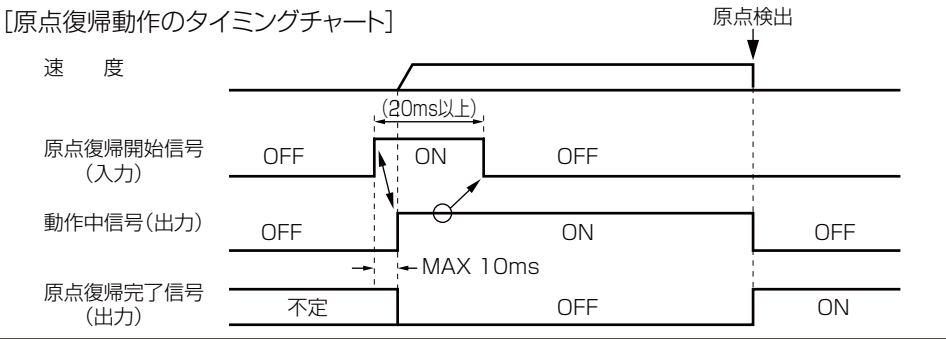 [原点復帰動作のタイミングチャート]
原点検出
速　度
(20ms以上)
原点復帰開始信号
(入力)
OFF ON OFF
動作中信号(出力)
OFF ON OFF
MAX 10ms
原点復帰完了信号
(出力)
不定 OFF ON